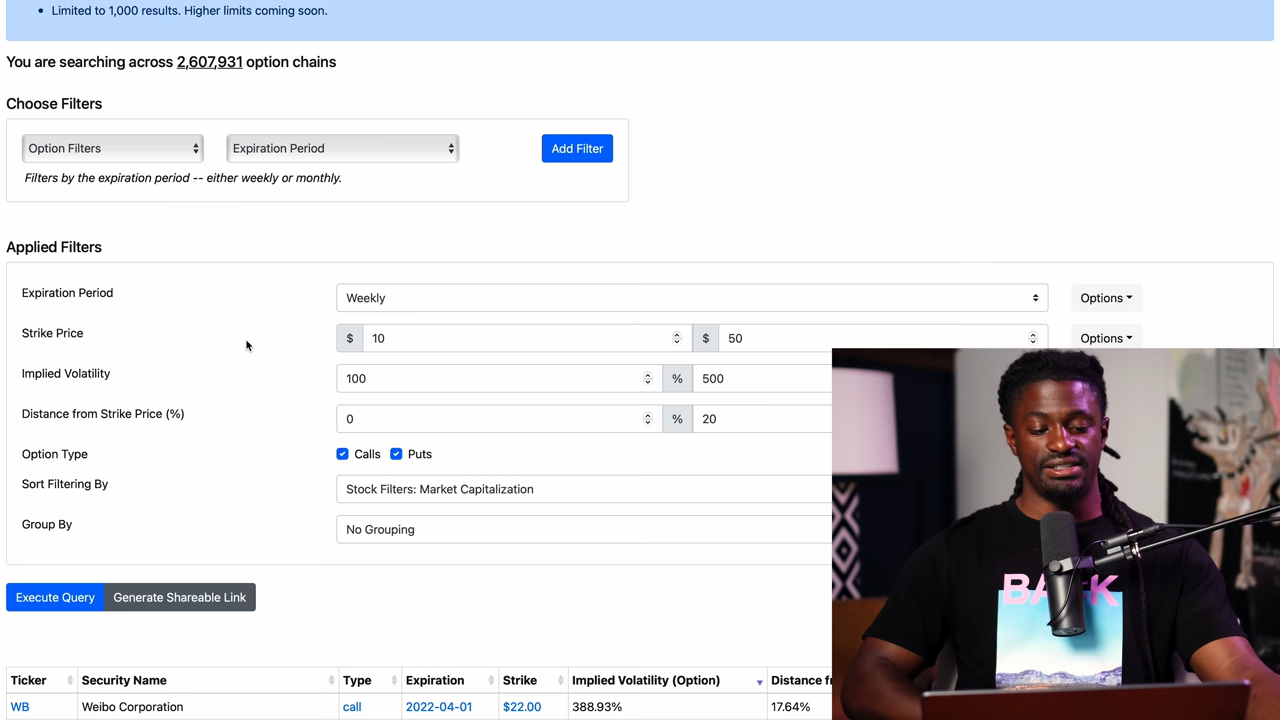 • Limited to 1,000 results. Higher limits coming soon.
You are searching across 2,607,931 option chains
Choose Filters
Option Filters Expiration Period Add Filter
Filters by the expiration period -- either weekly or monthly.
Applied Filters
Expiration Period Weekly Options
Strike Price $ 10 $ 50 Options
Implied Volatility 100 % 500
Distance from Strike Price (%) 0 % 20
Option Type Calls Puts
Sort Filtering By Stock Filters: Market Capitalization
Group By No Grouping
Execute Query Generate Shareable Link
Ticker Security Name Type Expiration Strike Implied Volatility (Option)
WB Weibo Corporation call 2022-04-01 $22.00 388.93% 17.64%